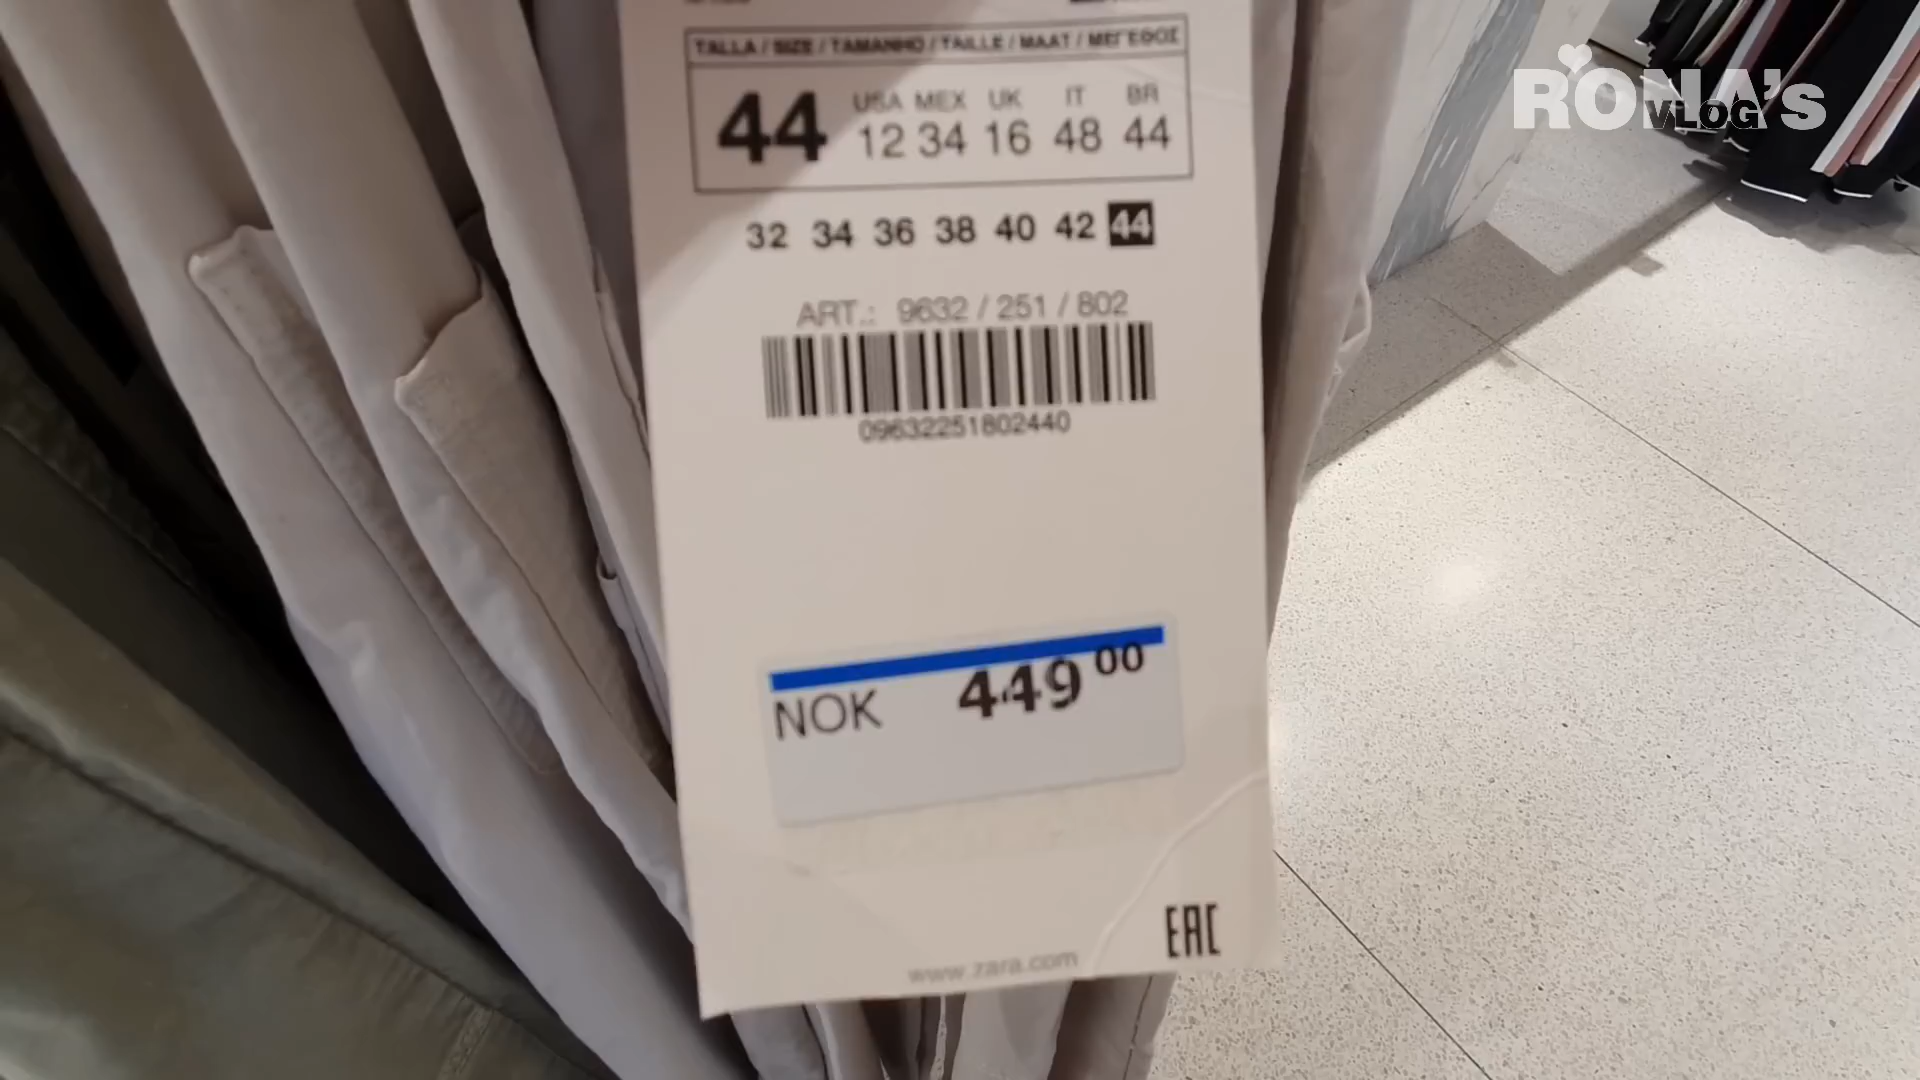 TALLA / SIZE / TAMANHO / TAILLE / MAAT / ΜΕΓΕΘΟΣ
44
USA MEX UK IT BR
12 34 16 48 44
32 34 36 38 40 42 44
ART.: 9632 / 251 / 802
09632251802440
NOK 449 00
EAC
www.zara.com
ROMA's
VLOG